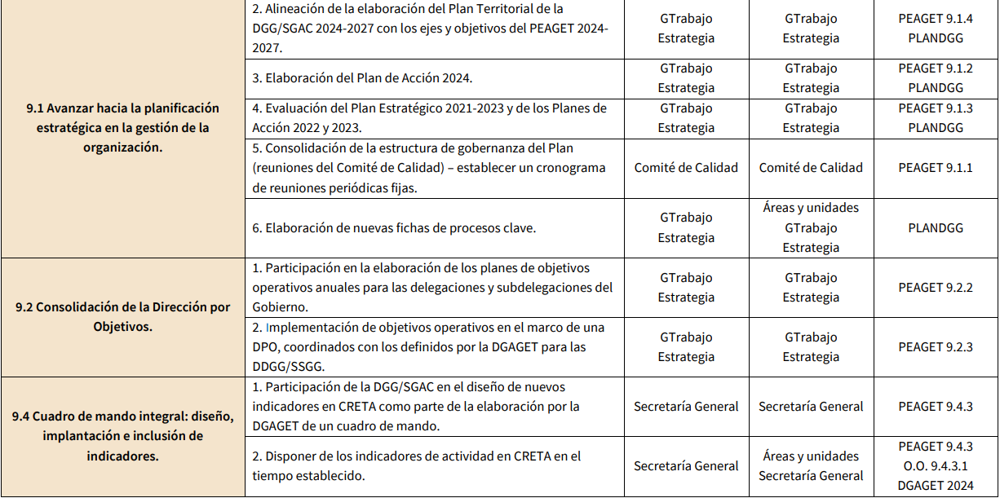 9.1 Avanzar hacia la planificación
estratégica en la gestión de la
organización.
2. Alineación de la elaboración del Plan Territorial de la
DGG/SGAC 2024-2027 con los ejes y objetivos del PEAGET 2024-
2027.
GTrabajo
Estrategia
GTrabajo
Estrategia
PEAGET 9.1.4
PLANDGG
3. Elaboración del Plan de Acción 2024.
GTrabajo
Estrategia
GTrabajo
Estrategia
PEAGET 9.1.2
PLANDGG
4. Evaluación del Plan Estratégico 2021-2023 y de los Planes de
Acción 2022 y 2023.
GTrabajo
Estrategia
GTrabajo
Estrategia
PEAGET 9.1.3
PLANDGG
5. Consolidación de la estructura de gobernanza del Plan
(reuniones del Comité de Calidad) – establecer un cronograma
de reuniones periódicas fijas.
Comité de Calidad
Comité de Calidad
PEAGET 9.1.1
6. Elaboración de nuevas fichas de procesos clave.
GTrabajo
Estrategia
Áreas y unidades
GTrabajo
Estrategia
PLANDGG
9.2 Consolidación de la Dirección por
Objetivos.
1. Participación en la elaboración de los planes de objetivos
operativos anuales para las delegaciones y subdelegaciones del
Gobierno.
GTrabajo
Estrategia
GTrabajo
Estrategia
PEAGET 9.2.2
2. Implementación de objetivos operativos en el marco de una
DPO, coordinados con los definidos por la DGAGET para las
DDGG/SSGG.
GTrabajo
Estrategia
GTrabajo
Estrategia
PEAGET 9.2.3
9.4 Cuadro de mando integral: diseño,
implantación e inclusión de
indicadores.
1. Participación de la DGG/SGAC en el diseño de nuevos
indicadores en CRETA como parte de la elaboración por la
DGAGET de un cuadro de mando.
Secretaría General
Secretaría General
PEAGET 9.4.3
2. Disponer de los indicadores de actividad en CRETA en el
tiempo establecido.
Secretaría General
Áreas y unidades
Secretaría General
PEAGET 9.4.3
O.O. 9.4.3.1
DGAGET 2024